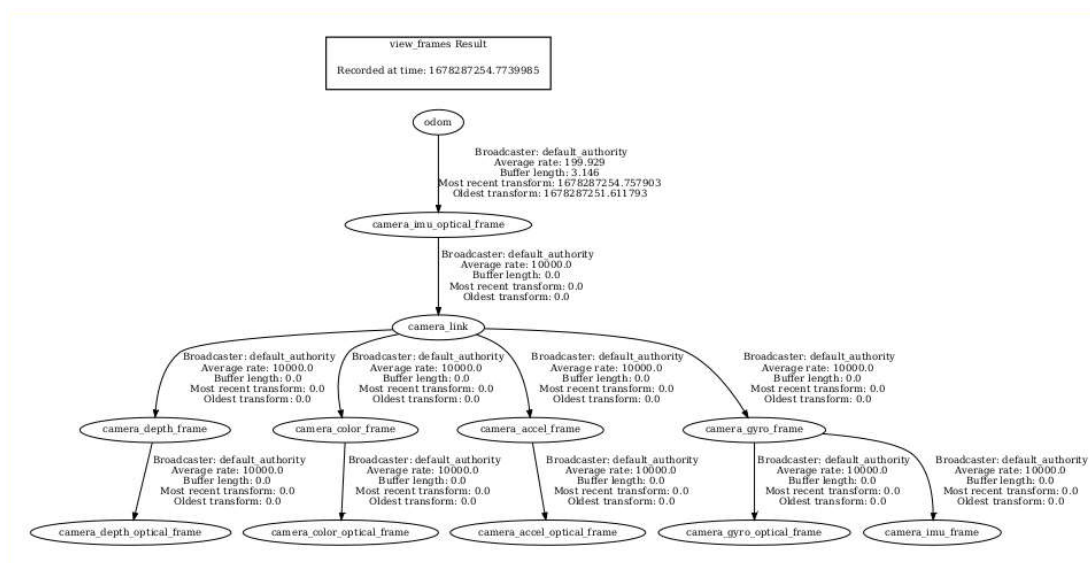 view_frames Result
Recorded at time: 1678287254.7739985
odom
Broadcaster: default_authority
Average rate: 199.929
Buffer length: 3.146
Most recent transform: 1678287254.757903
Oldest transform: 1678287251.611793
camera_imu_optical_frame
Broadcaster: default_authority
Average rate: 10000.0
Buffer length: 0.0
Most recent transform: 0.0
Oldest transform: 0.0
camera_link
Broadcaster: default_authority
Average rate: 10000.0
Buffer length: 0.0
Most recent transform: 0.0
Oldest transform: 0.0
Broadcaster: default_authority
Average rate: 10000.0
Buffer length: 0.0
Most recent transform: 0.0
Oldest transform: 0.0
Broadcaster: default_authority
Average rate: 10000.0
Buffer length: 0.0
Most recent transform: 0.0
Oldest transform: 0.0
Broadcaster: default_authority
Average rate: 10000.0
Buffer length: 0.0
Most recent transform: 0.0
Oldest transform: 0.0
camera_depth_frame
camera_color_frame
camera_accel_frame
camera_gyro_frame
Broadcaster: default_authority
Average rate: 10000.0
Buffer length: 0.0
Most recent transform: 0.0
Oldest transform: 0.0
Broadcaster: default_authority
Average rate: 10000.0
Buffer length: 0.0
Most recent transform: 0.0
Oldest transform: 0.0
Broadcaster: default_authority
Average rate: 10000.0
Buffer length: 0.0
Most recent transform: 0.0
Oldest transform: 0.0
Broadcaster: default_authority
Average rate: 10000.0
Buffer length: 0.0
Most recent transform: 0.0
Oldest transform: 0.0
Broadcaster: default_authority
Average rate: 10000.0
Buffer length: 0.0
Most recent transform: 0.0
Oldest transform: 0.0
camera_depth_optical_frame
camera_color_optical_frame
camera_accel_optical_frame
camera_gyro_optical_frame
camera_imu_frame